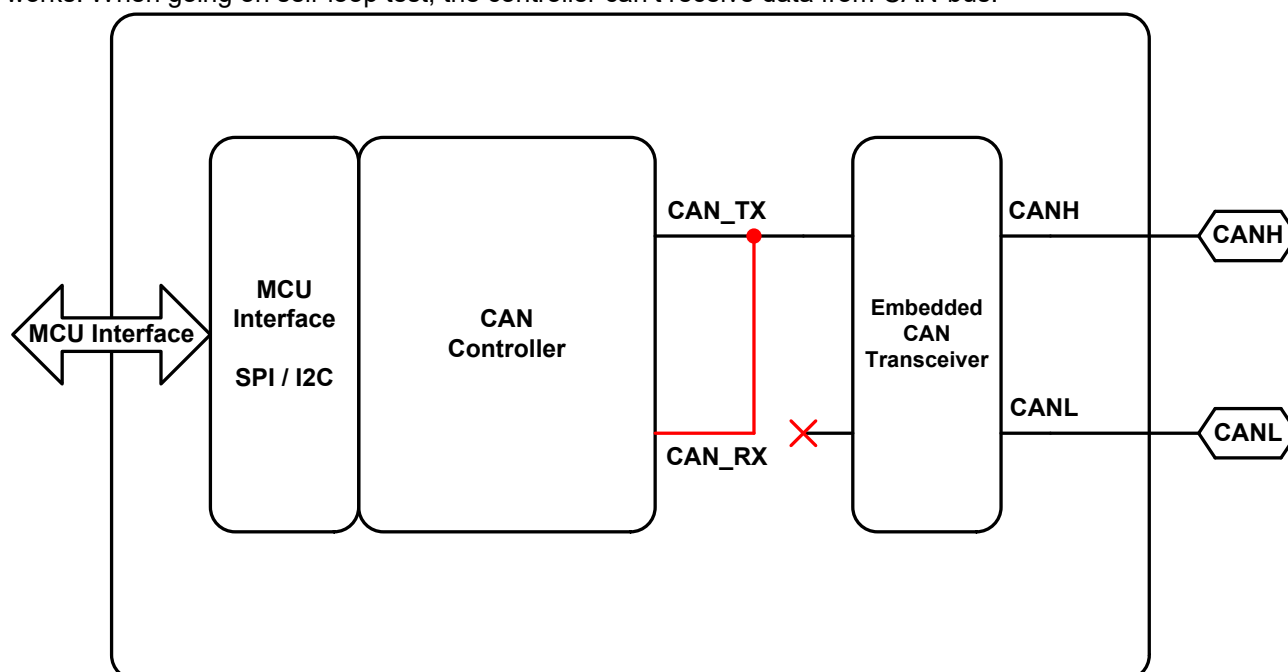 works. When going on self-loop test, the controller can't receive data from CAN-bus.
CAN_TX
CANH
CANH
MCU
Interface
SPI / I2C
CAN
Controller
Embedded
CAN
Transceiver
MCU Interface
CANL
CAN_RX
CANL